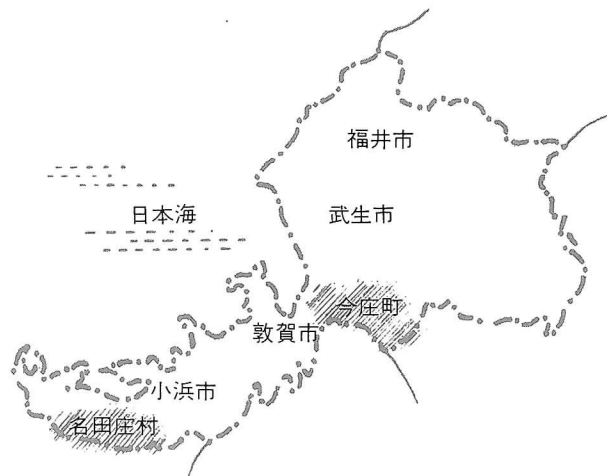 福井市
武生市
日本海
今庄町
敦賀市
小浜市
名田庄村